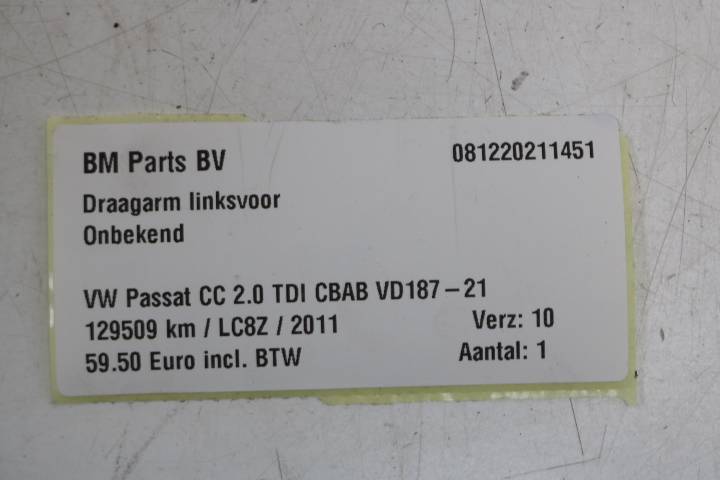 BM Parts BV 081220211451
Draagarm linksvoor
Onbekend
VW Passat CC 2.0 TDI CBAB VD187-21
129509 km / LC8Z / 2011 Verz: 10
59.50 Euro incl. BTW Aantal: 1